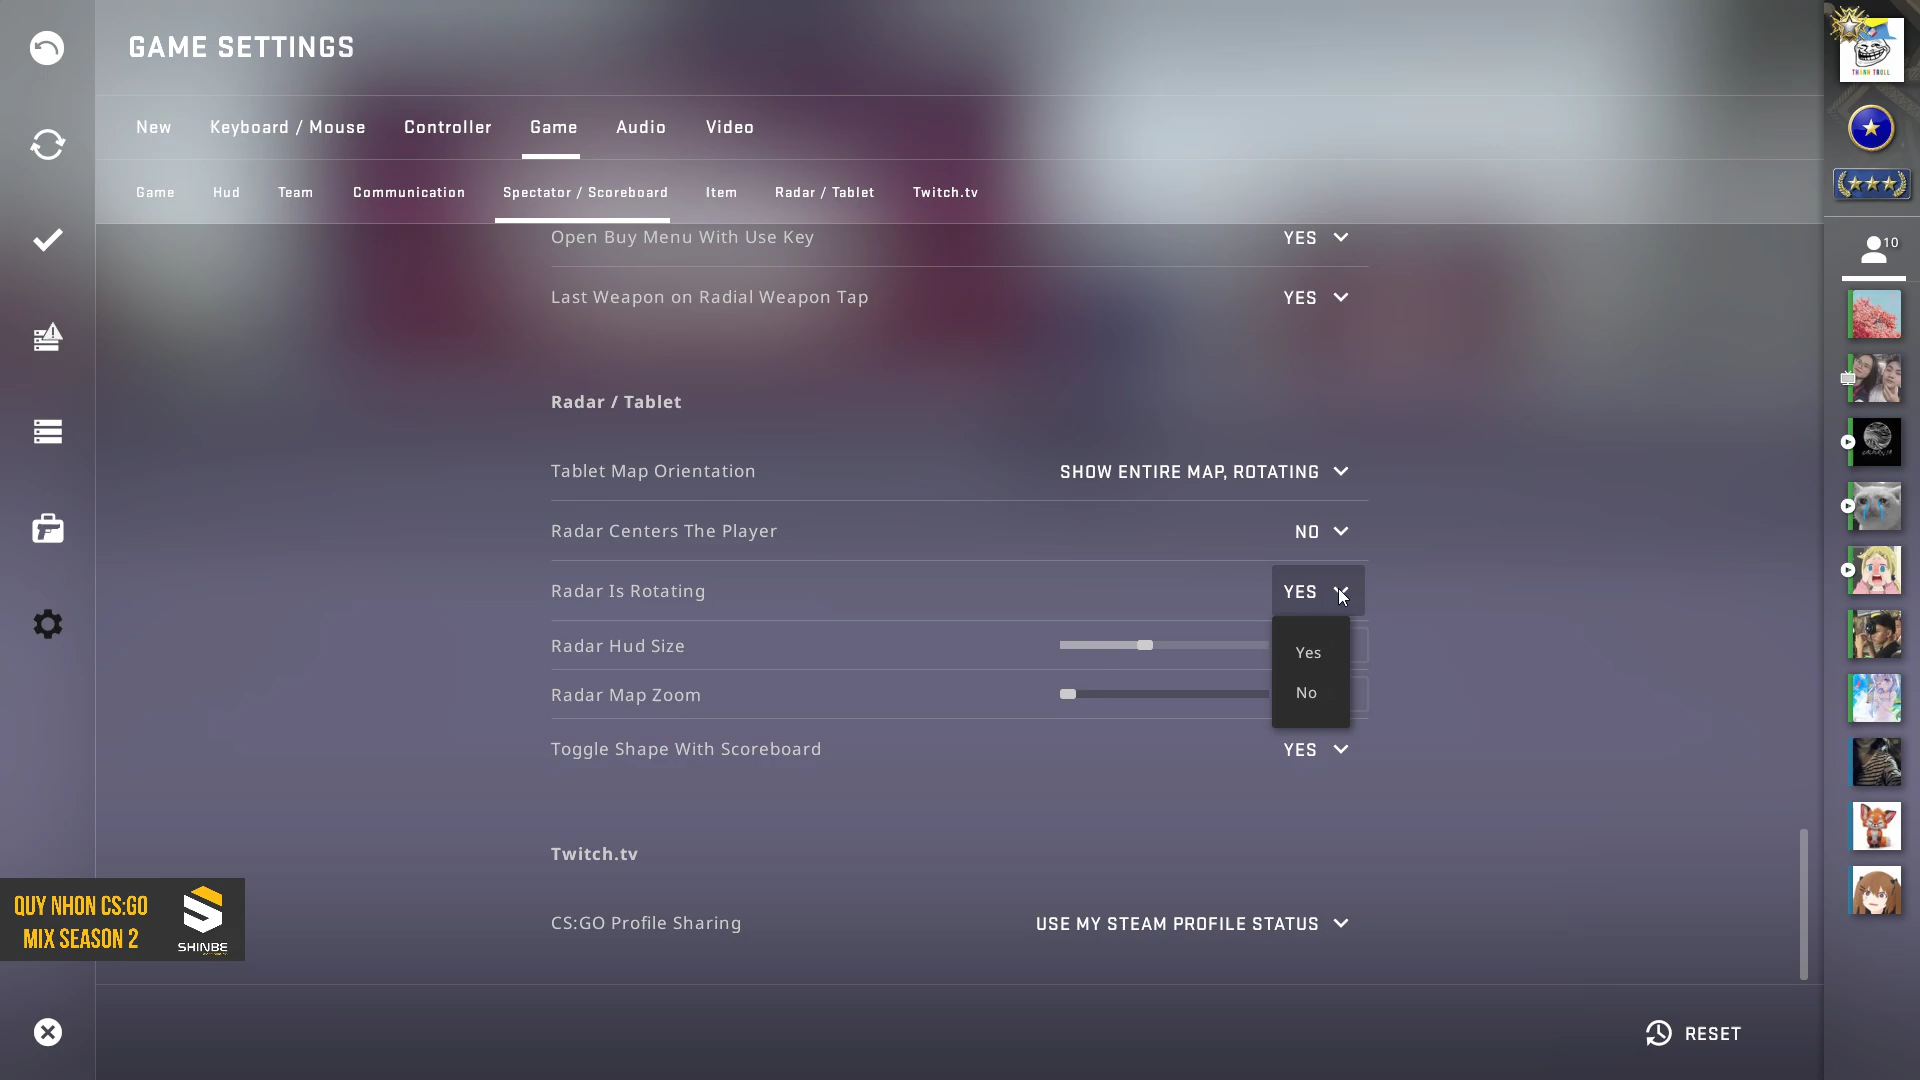 GAME SETTINGS
New
Keyboard / Mouse
Controller
Game
Audio
Video
Game
Hud
Team
Communication
Spectator / Scoreboard
Item
Radar / Tablet
Twitch.tv
Open Buy Menu With Use Key
YES
Last Weapon on Radial Weapon Tap
YES
Radar / Tablet
Tablet Map Orientation
SHOW ENTIRE MAP, ROTATING
Radar Centers The Player
NO
Radar Is Rotating
YES
Yes
No
Radar Hud Size
Radar Map Zoom
Toggle Shape With Scoreboard
YES
Twitch.tv
CS:GO Profile Sharing
USE MY STEAM PROFILE STATUS
RESET
QUY NHON CS:GO
MIX SEASON 2
SHINBE
10